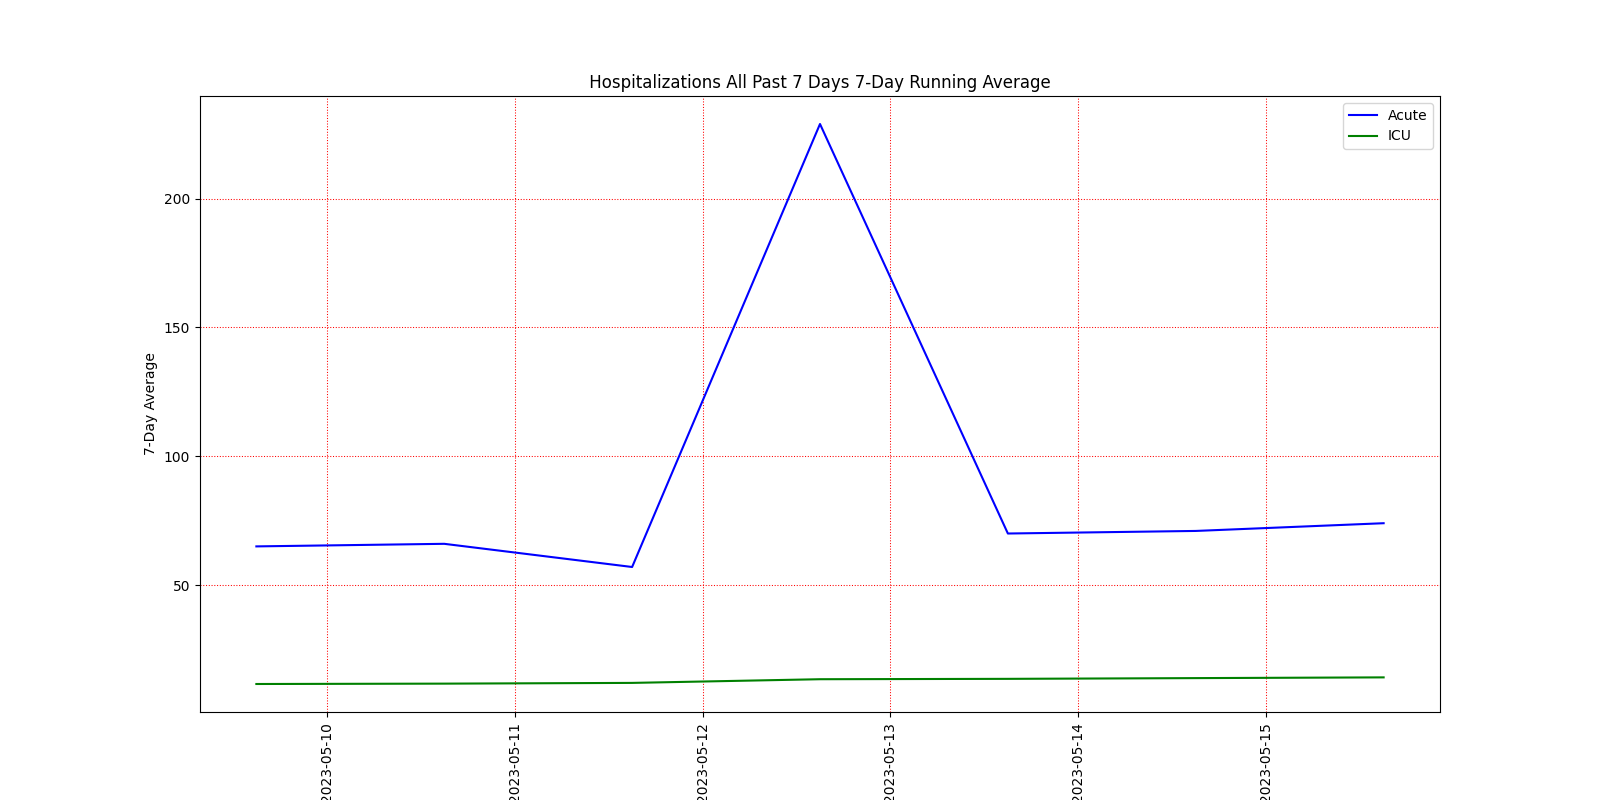 Hospitalizations All Past 7 Days 7-Day Running Average
Acute
ICU
200
150
100
50
7-Day Average
2023-05-10
2023-05-11
2023-05-12
2023-05-13
2023-05-14
2023-05-15